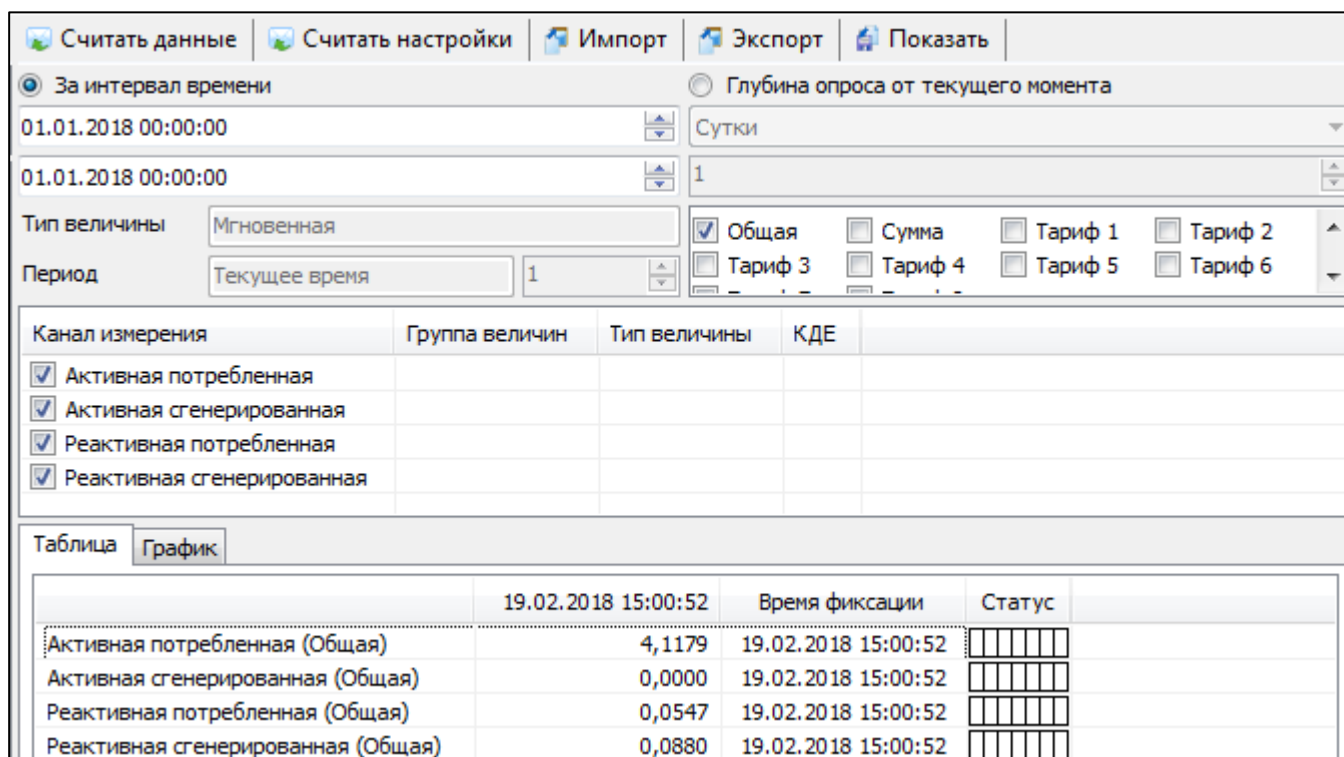 Считать данные Считать настройки Импорт Экспорт Показать
За интервал времени Глубина опроса от текущего момента
01.01.2018 00:00:00 Сутки
01.01.2018 00:00:00 1
Тип величины Мгновенная Общая Сумма Тариф 1 Тариф 2
Период Текущее время 1 Тариф 3 Тариф 4 Тариф 5 Тариф 6
Канал измерения Группа величин Тип величины КДЕ
Активная потребленная
Активная сгенерированная
Реактивная потребленная
Реактивная сгенерированная
Таблица График
19.02.2018 15:00:52 Время фиксации Статус
Активная потребленная (Общая) 4,1179 19.02.2018 15:00:52
Активная сгенерированная (Общая) 0,0000 19.02.2018 15:00:52
Реактивная потребленная (Общая) 0,0547 19.02.2018 15:00:52
Реактивная сгенерированная (Общая) 0,0880 19.02.2018 15:00:52